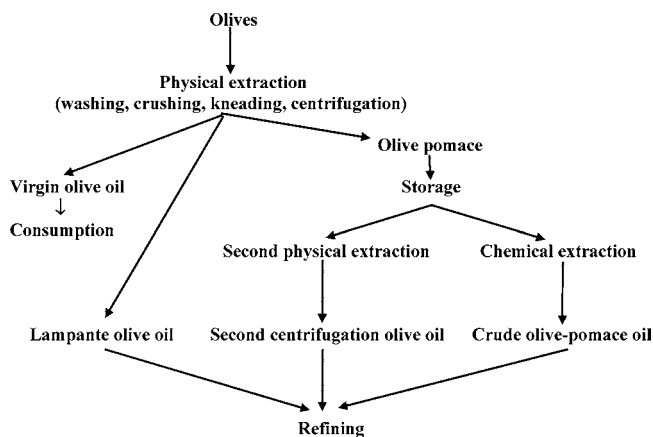 Olives
Physical extraction
(washing, crushing, kneading, centrifugation)
Olive pomace
Virgin olive oil
Storage
↓
Consumption
Second physical extraction
Chemical extraction
Lampante olive oil
Second centrifugation olive oil
Crude olive-pomace oil
Refining